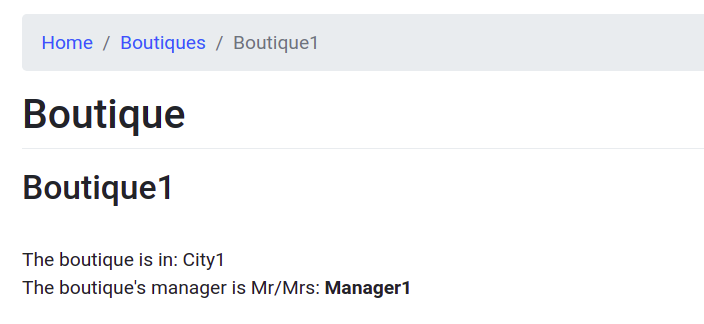 Home / Boutiques / Boutique1
Boutique
Boutique1
The boutique is in: City1
The boutique's manager is Mr/Mrs: Manager1